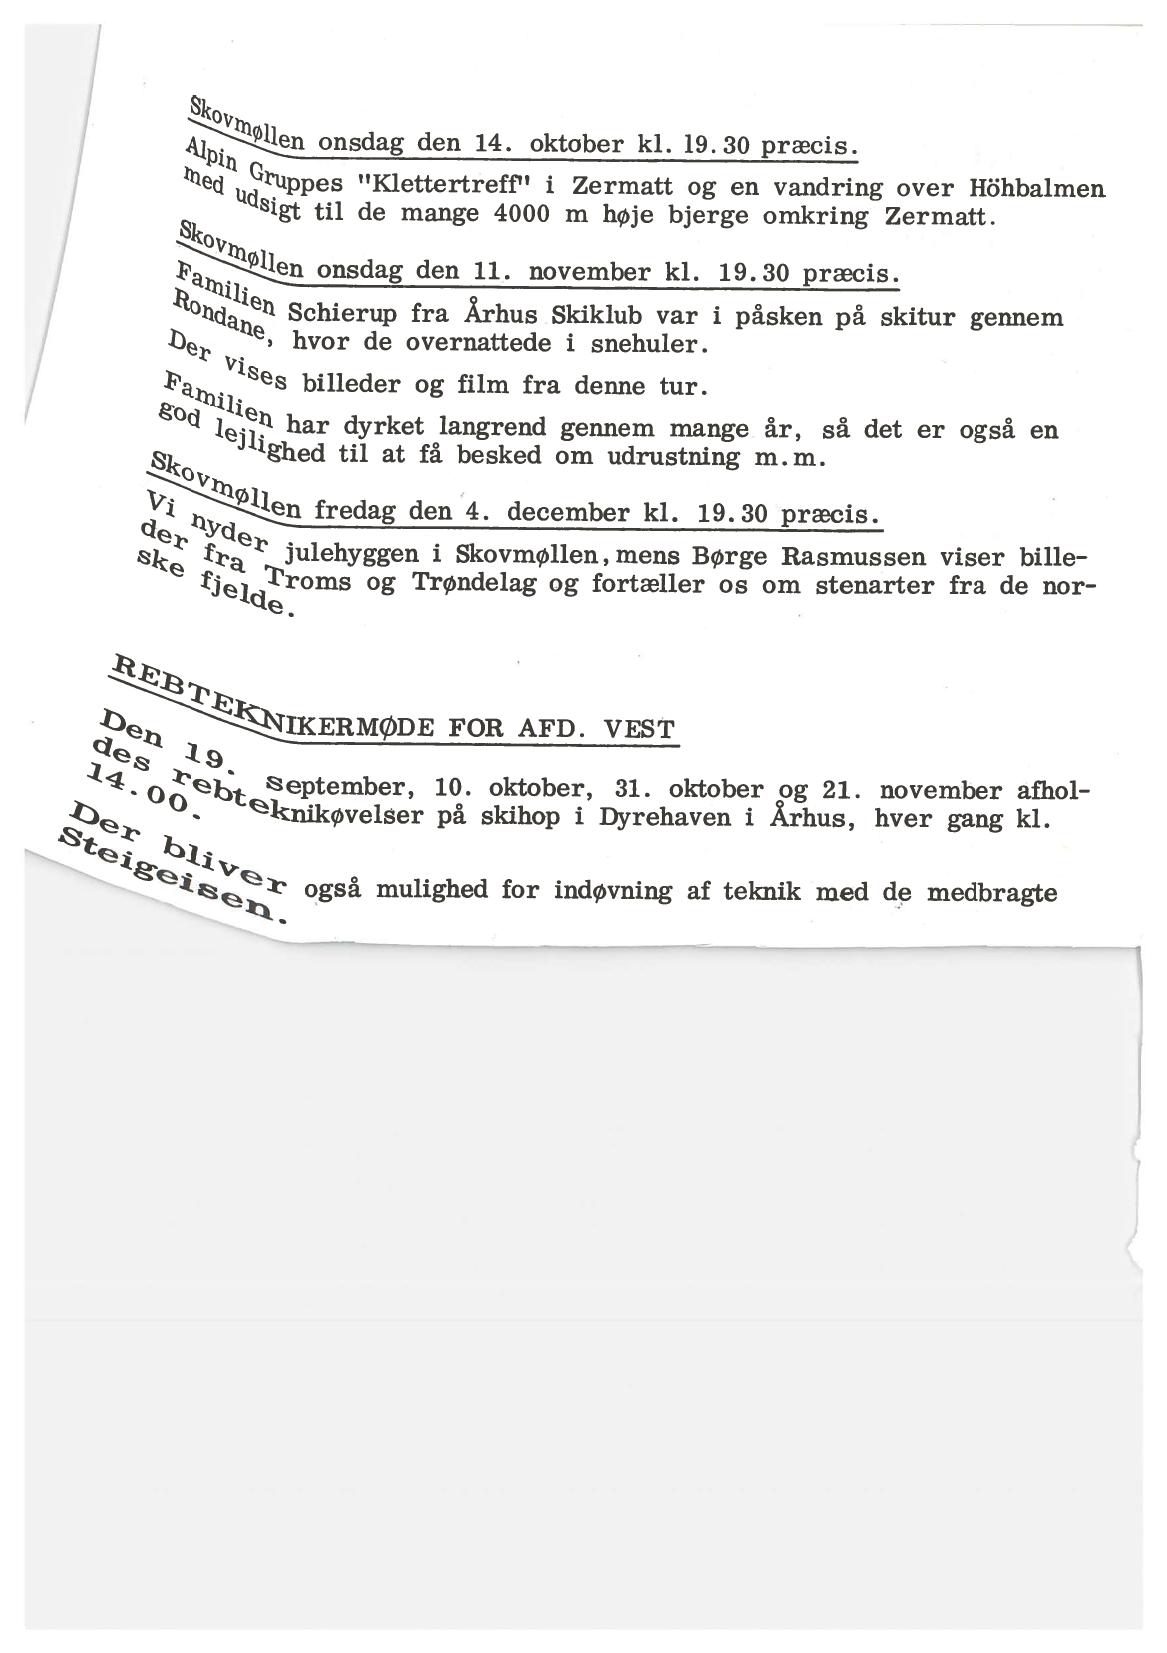 Skovmøllen onsdag den 14. oktober kl. 19.30 præcis.
Alpin Gruppes "Klettertreff" i Zermatt og en vandring over Höhbalmen
med udsigt til de mange 4000 m høje bjerge omkring Zermatt.
Skovmøllen onsdag den 11. november kl. 19.30 præcis.
Familien Schierup fra Århus Skiklub var i påsken på skitur gennem
Rondane, hvor de overnattede i snehuler.
Der vises billeder og film fra denne tur.
Familien har dyrket langrend gennem mange år, så det er også en
god lejlighed til at få besked om udrustning m.m.
Skovmøllen fredag den 4. december kl. 19.30 præcis.
Vi nyder julehyggen i Skovmøllen, mens Børge Rasmussen viser bille-
der fra Troms og Trøndelag og fortæller os om stenarter fra de nor-
ske fjelde.
REBTEKNIKERMØDE FOR AFD. VEST
Den 19. september, 10. oktober, 31. oktober og 21. november afhol-
des rebteknikøvelser på skihop i Dyrehaven i Århus, hver gang kl.
14.00.
Der bliver også mulighed for indøvning af teknik med de medbragte
Steigeisen.